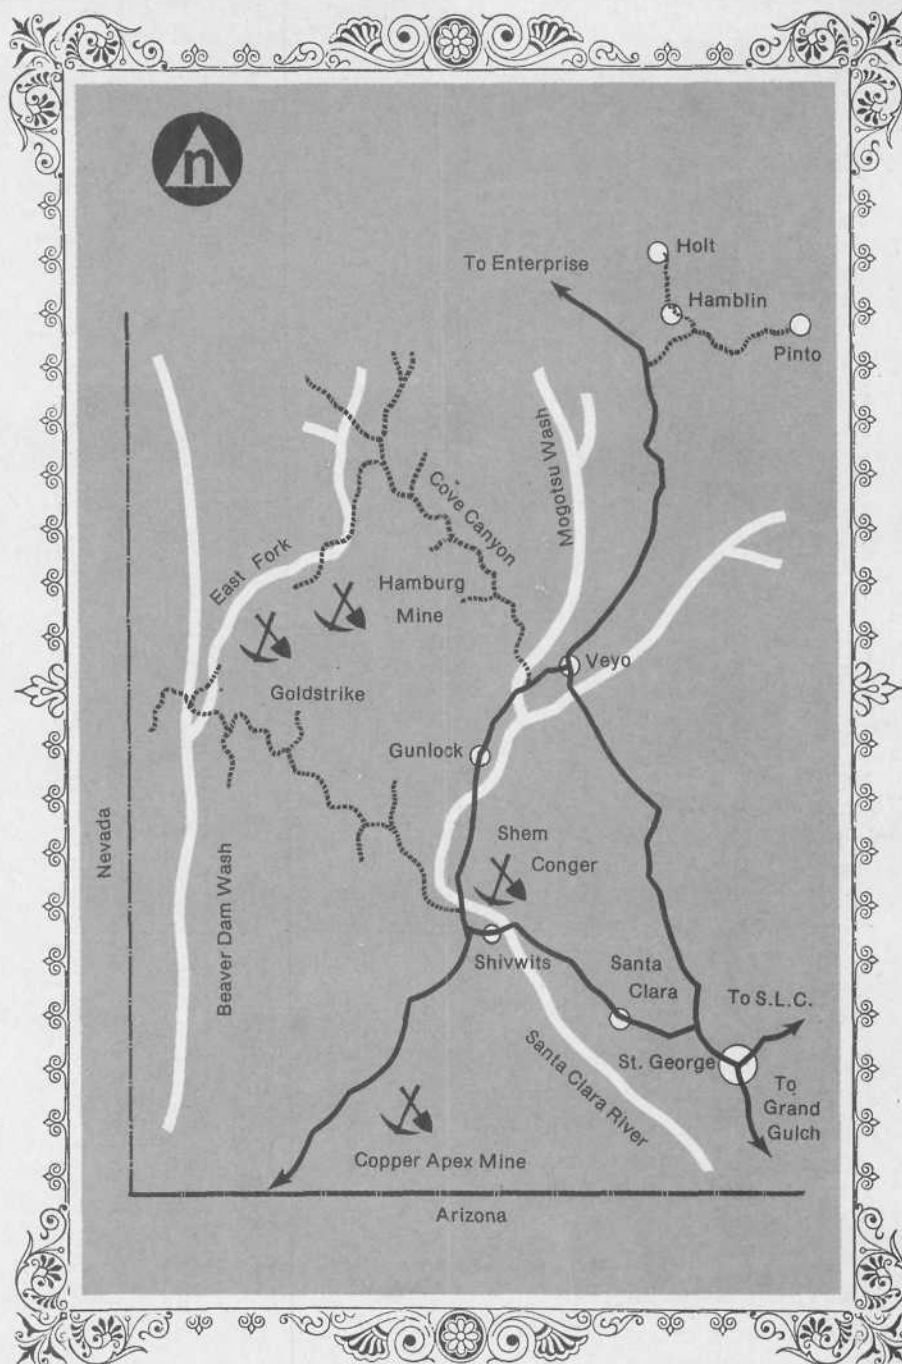 n
Holt
To Enterprise
Hamblin
Pinto
Mogotsu Wash
Cove Canyon
East Fork
Hamburg
Mine
Veyo
Goldstrike
Gunlock
Nevada
Shem
Conger
Beaver Dam Wash
Shivwits
Santa
Clara
To S.L.C.
St. George
Santa Clara River
To
Grand
Gulch
Copper Apex Mine
Arizona